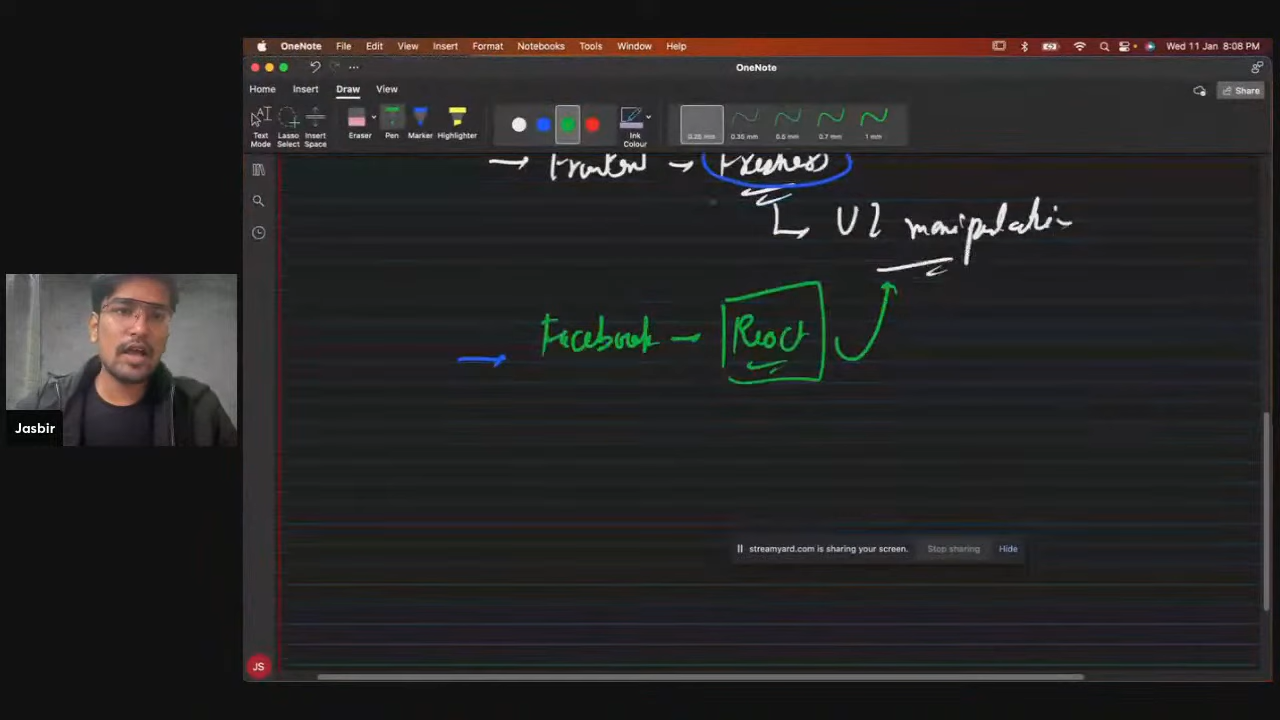 OneNote File Edit View Insert Format Notebooks Tools Window Help Wed 11 Jan 8:08 PM
OneNote
Home Insert Draw View Share
Text Mode
Lasso Select
Insert Space
Eraser
Pen
Marker
Highlighter
Ink Colour
0.25 mm
0.35 mm
0.5 mm
0.7 mm
1 mm
→ →
UI manipulation
→ Facebook → React
Jasbir
streamyard.com is sharing your screen. Stop sharing Hide
JS